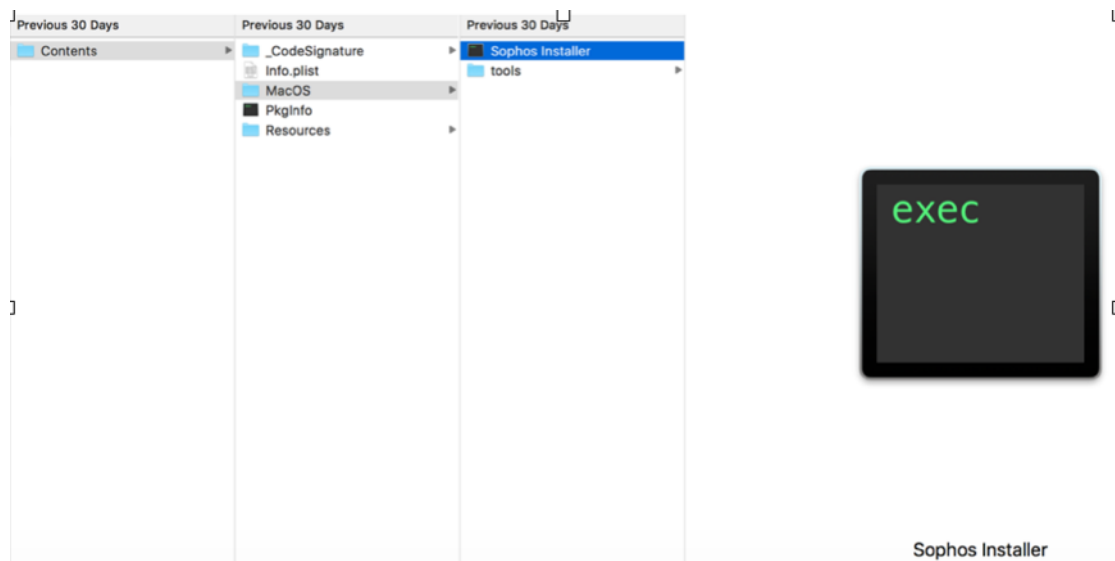 Previous 30 Days
Contents
Previous 30 Days
_CodeSignature
Info.plist
MacOS
PkgInfo
Resources
Previous 30 Days
Sophos Installer
tools
exec
Sophos Installer